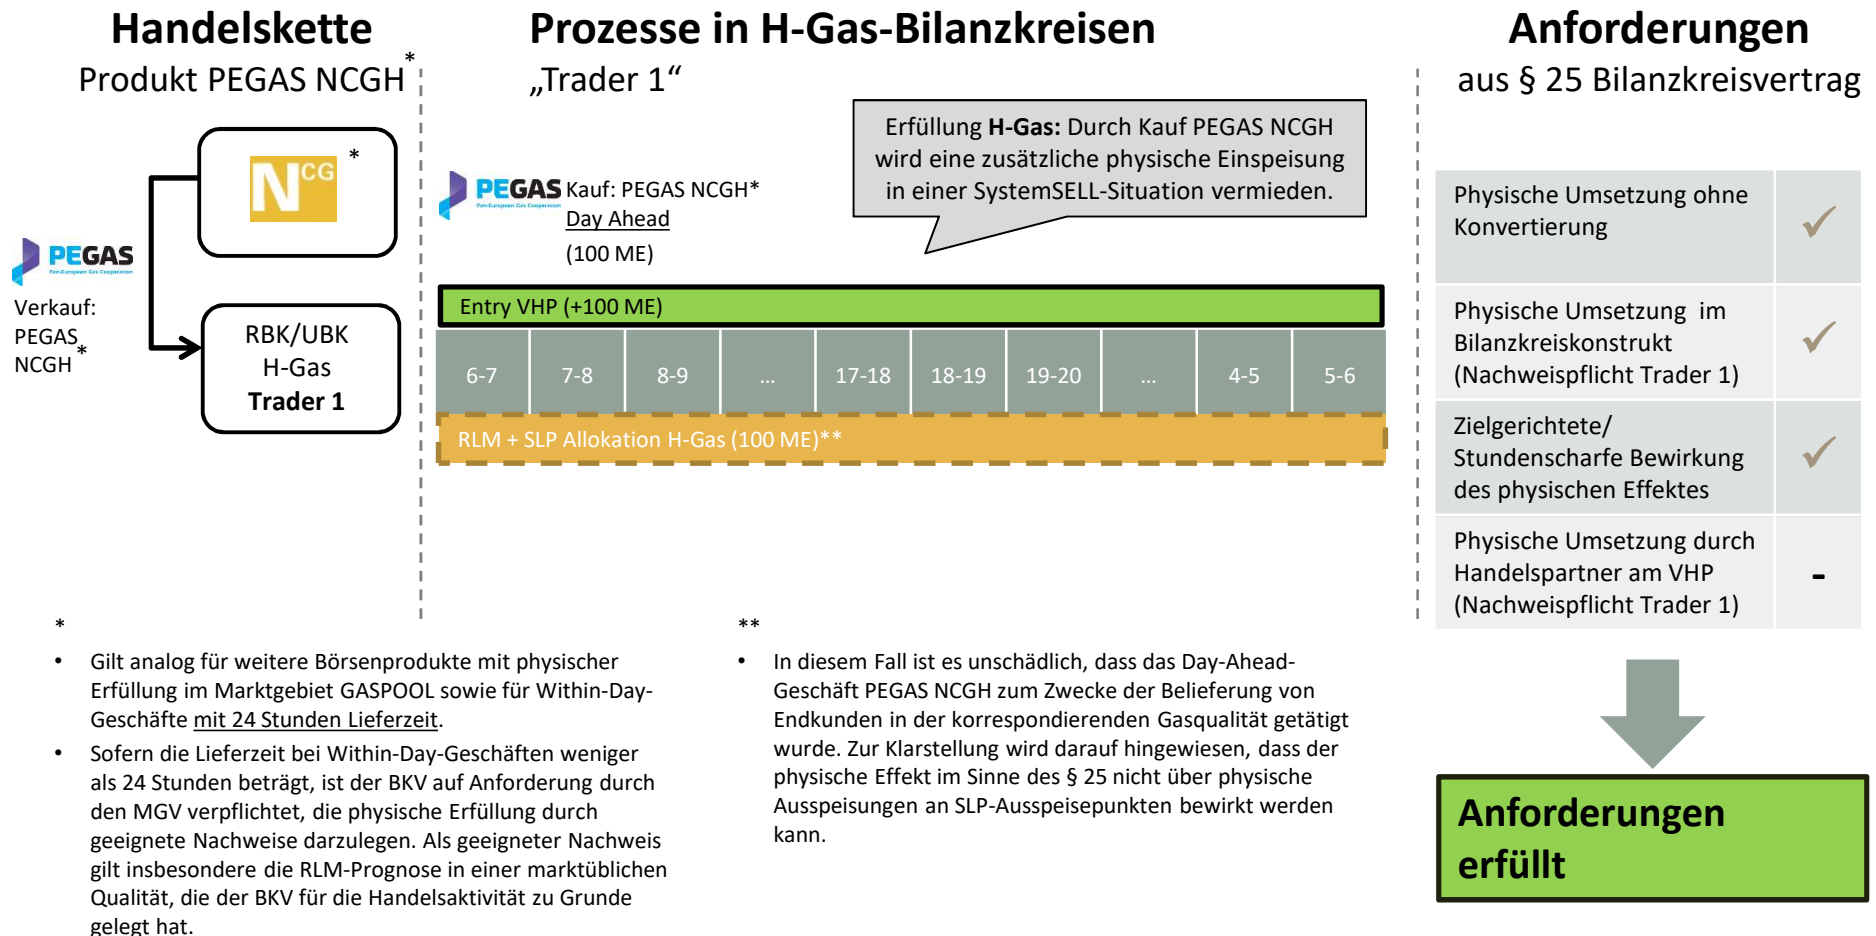 Handelskette
Produkt PEGAS NCGH*
NCG
*
PEGAS
Pan-European Gas Cooperation
Verkauf:
PEGAS
NCGH*
RBK/UBK
H-Gas
Trader 1
Prozesse in H-Gas-Bilanzkreisen
„Trader 1“
Erfüllung H-Gas: Durch Kauf PEGAS NCGH
wird eine zusätzliche physische Einspeisung
in einer SystemSELL-Situation vermieden.
PEGAS
Pan-European Gas Cooperation
Kauf: PEGAS NCGH*
Day Ahead
(100 ME)
Entry VHP (+100 ME)
6-7 7-8 8-9 ... 17-18 18-19 19-20 ... 4-5 5-6
RLM + SLP Allokation H-Gas (100 ME)**
Anforderungen
aus § 25 Bilanzkreisvertrag
Physische Umsetzung ohne
Konvertierung ✓
Physische Umsetzung im
Bilanzkreiskonstrukt ✓
(Nachweispflicht Trader 1)
Zielgerichtete/
Stundenscharfe Bewirkung ✓
des physischen Effektes
Physische Umsetzung durch
Handelspartner am VHP -
(Nachweispflicht Trader 1)
Anforderungen
erfüllt
*
• Gilt analog für weitere Börsenprodukte mit physischer
Erfüllung im Marktgebiet GASPOOL sowie für Within-Day-
Geschäfte mit 24 Stunden Lieferzeit.
• Sofern die Lieferzeit bei Within-Day-Geschäften weniger
als 24 Stunden beträgt, ist der BKV auf Anforderung durch
den MGV verpflichtet, die physische Erfüllung durch
geeignete Nachweise darzulegen. Als geeigneter Nachweis
gilt insbesondere die RLM-Prognose in einer marktüblichen
Qualität, die der BKV für die Handelsaktivität zu Grunde
gelegt hat.
**
• In diesem Fall ist es unschädlich, dass das Day-Ahead-
Geschäft PEGAS NCGH zum Zwecke der Belieferung von
Endkunden in der korrespondierenden Gasqualität getätigt
wurde. Zur Klarstellung wird darauf hingewiesen, dass der
physische Effekt im Sinne des § 25 nicht über physische
Ausspeisungen an SLP-Ausspeisepunkten bewirkt werden
kann.